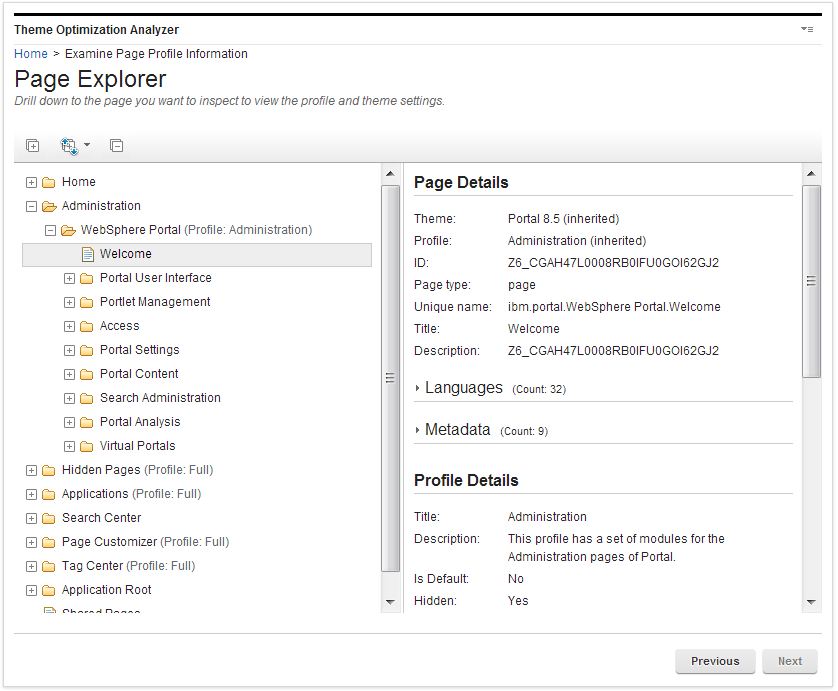 Theme Optimization Analyzer
Home > Examine Page Profile Information
Page Explorer
Drill down to the page you want to inspect to view the profile and theme settings.
Home
Administration
WebSphere Portal (Profile: Administration)
Welcome
Portal User Interface
Portlet Management
Access
Portal Settings
Portal Content
Search Administration
Portal Analysis
Virtual Portals
Hidden Pages (Profile: Full)
Applications (Profile: Full)
Search Center
Page Customizer (Profile: Full)
Tag Center (Profile: Full)
Application Root
Shared Pages
Page Details
Theme: Portal 8.5 (inherited)
Profile: Administration (inherited)
ID: Z6_CGAH47L0008RB0IFU0GOI62GJ2
Page type: page
Unique name: ibm.portal.WebSphere Portal.Welcome
Title: Welcome
Description: Z6_CGAH47L0008RB0IFU0GOI62GJ2
Languages (Count: 32)
Metadata (Count: 9)
Profile Details
Title: Administration
Description: This profile has a set of modules for the
Administration pages of Portal.
Is Default: No
Hidden: Yes
Previous Next